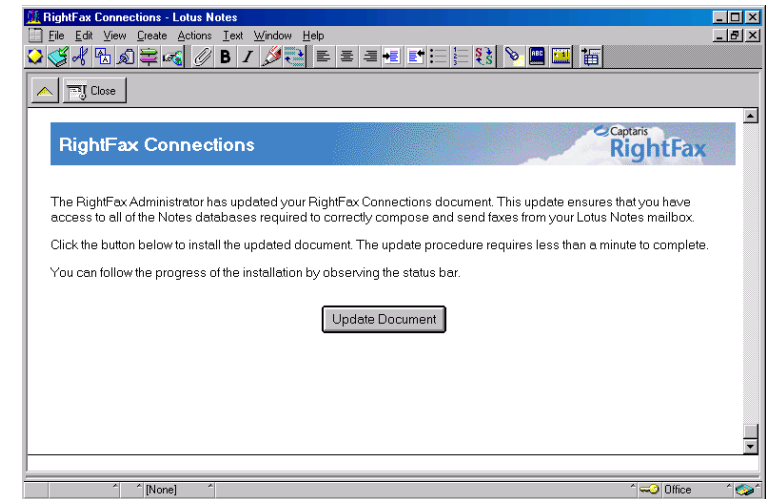 RightFax Connections - Lotus Notes
File Edit View Create Actions Text Window Help
Close
RightFax Connections
Captaris
RightFax
The RightFax Administrator has updated your RightFax Connections document. This update ensures that you have
access to all of the Notes databases required to correctly compose and send faxes from your Lotus Notes mailbox.
Click the button below to install the updated document. The update procedure requires less than a minute to complete.
You can follow the progress of the installation by observing the status bar.
Update Document
[None]
Office